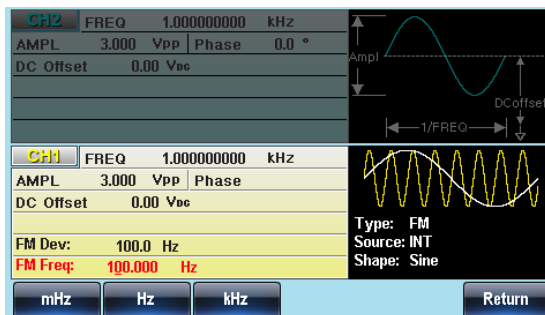 CH2 FREQ 1.000000000 kHz
AMPL 3.000 Vpp Phase 0.0 °
DC Offset 0.00 VDC
Ampl
DCoffset
1/FREQ
CH1 FREQ 1.000000000 kHz
AMPL 3.000 Vpp Phase
DC Offset 0.00 VDC
FM Dev: 100.0 Hz
FM Freq: 100.000 Hz
Type: FM
Source: INT
Shape: Sine
mHz Hz kHz Return